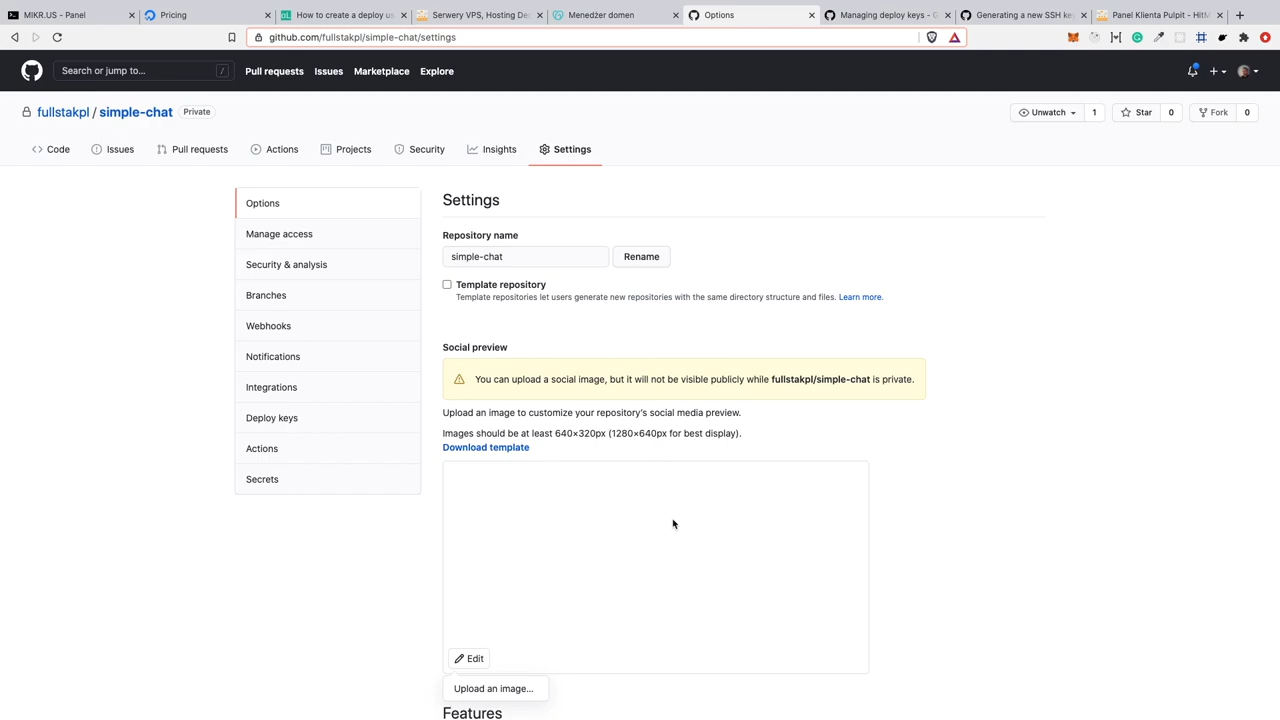 MIKR.US - Panel
Pricing
How to create a deploy us
Serwery VPS, Hosting De
Menedżer domen
Options
Managing deploy keys - G
Generating a new SSH ke
Panel Klienta Pulpit - HitM
github.com/fullstakpl/simple-chat/settings
Search or jump to...
/
Pull requests
Issues
Marketplace
Explore
fullstakpl / simple-chat
Private
Unwatch
1
Star
0
Fork
0
Code
Issues
Pull requests
Actions
Projects
Security
Insights
Settings
Options
Manage access
Security & analysis
Branches
Webhooks
Notifications
Integrations
Deploy keys
Actions
Secrets
Settings
Repository name
simple-chat
Rename
Template repository
Template repositories let users generate new repositories with the same directory structure and files. Learn more.
Social preview
You can upload a social image, but it will not be visible publicly while fullstakpl/simple-chat is private.
Upload an image to customize your repository's social media preview.
Images should be at least 640×320px (1280×640px for best display).
Download template
Edit
Upload an image...
Features